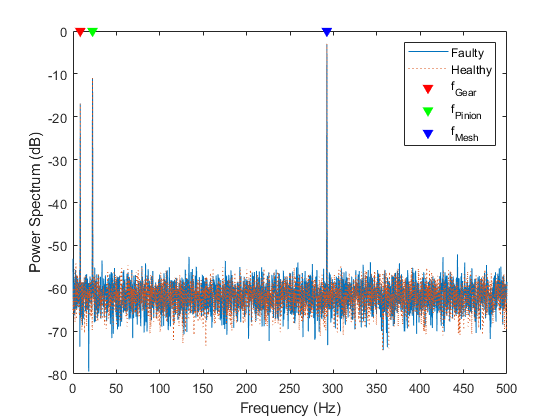 0
-10
-20
-30
-40
-50
-60
-70
-80
Power Spectrum (dB)
Faulty
Healthy
fGear
fPinion
fMesh
0 50 100 150 200 250 300 350 400 450 500
Frequency (Hz)